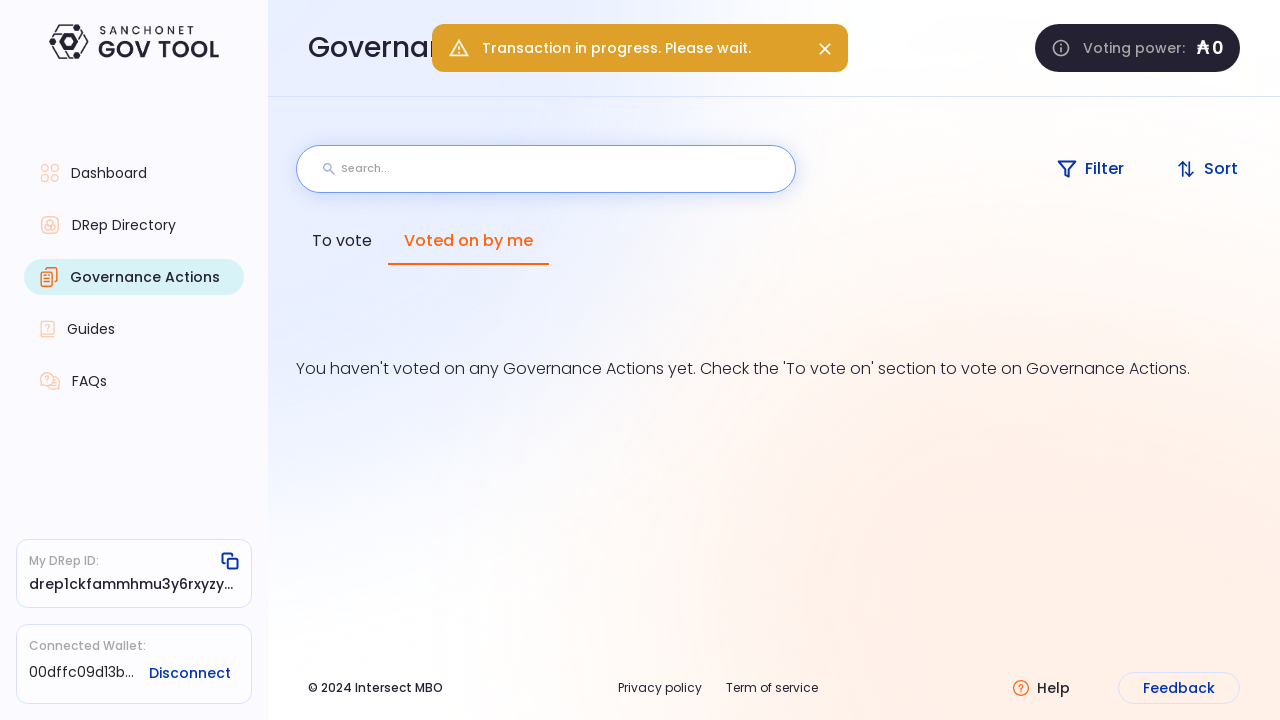 SANCHONET
GOV TOOL
Dashboard
DRep Directory
Governance Actions
Guides
FAQs
My DRep ID:
drep1ckfammhmu3y6rxyzy...
Connected Wallet:
00dffc09d13b...
Disconnect
Transaction in progress. Please wait.
Voting power: ₳ 0
Search...
Filter
Sort
To vote
Voted on by me
You haven't voted on any Governance Actions yet. Check the 'To vote on' section to vote on Governance Actions.
© 2024 Intersect MBO
Privacy policy
Term of service
Help
Feedback